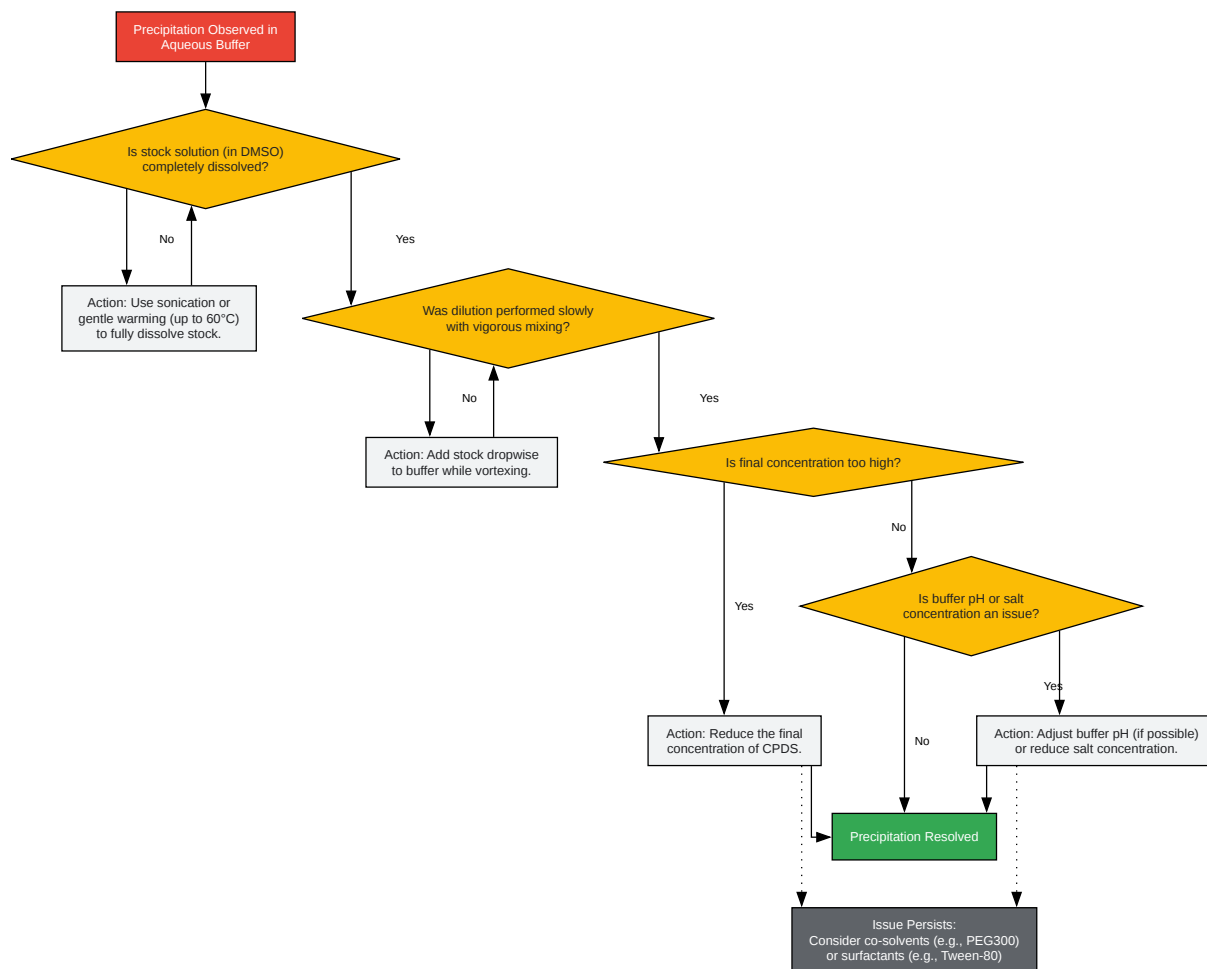 Precipitation Observed in
Aqueous Buffer
Is stock solution (in DMSO)
completely dissolved?
No
Yes
Action: Use sonication or
gentle warming (up to 60°C)
to fully dissolve stock.
Was dilution performed slowly
with vigorous mixing?
No
Yes
Action: Add stock dropwise
to buffer while vortexing.
Is final concentration too high?
No
Yes
Is buffer pH or salt
concentration an issue?
Yes
No
Action: Reduce the final
concentration of CPDS.
Action: Adjust buffer pH (if possible)
or reduce salt concentration.
Precipitation Resolved
Issue Persists:
Consider co-solvents (e.g., PEG300)
or surfactants (e.g., Tween-80)